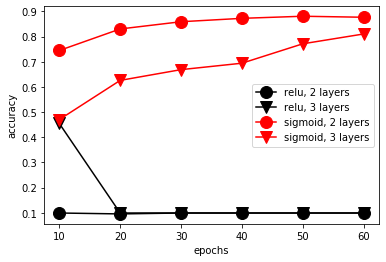 0.9
0.8
0.7
0.6
0.5
0.4
0.3
0.2
0.1
accuracy
relu, 2 layers
relu, 3 layers
sigmoid, 2 layers
sigmoid, 3 layers
10 20 30 40 50 60
epochs